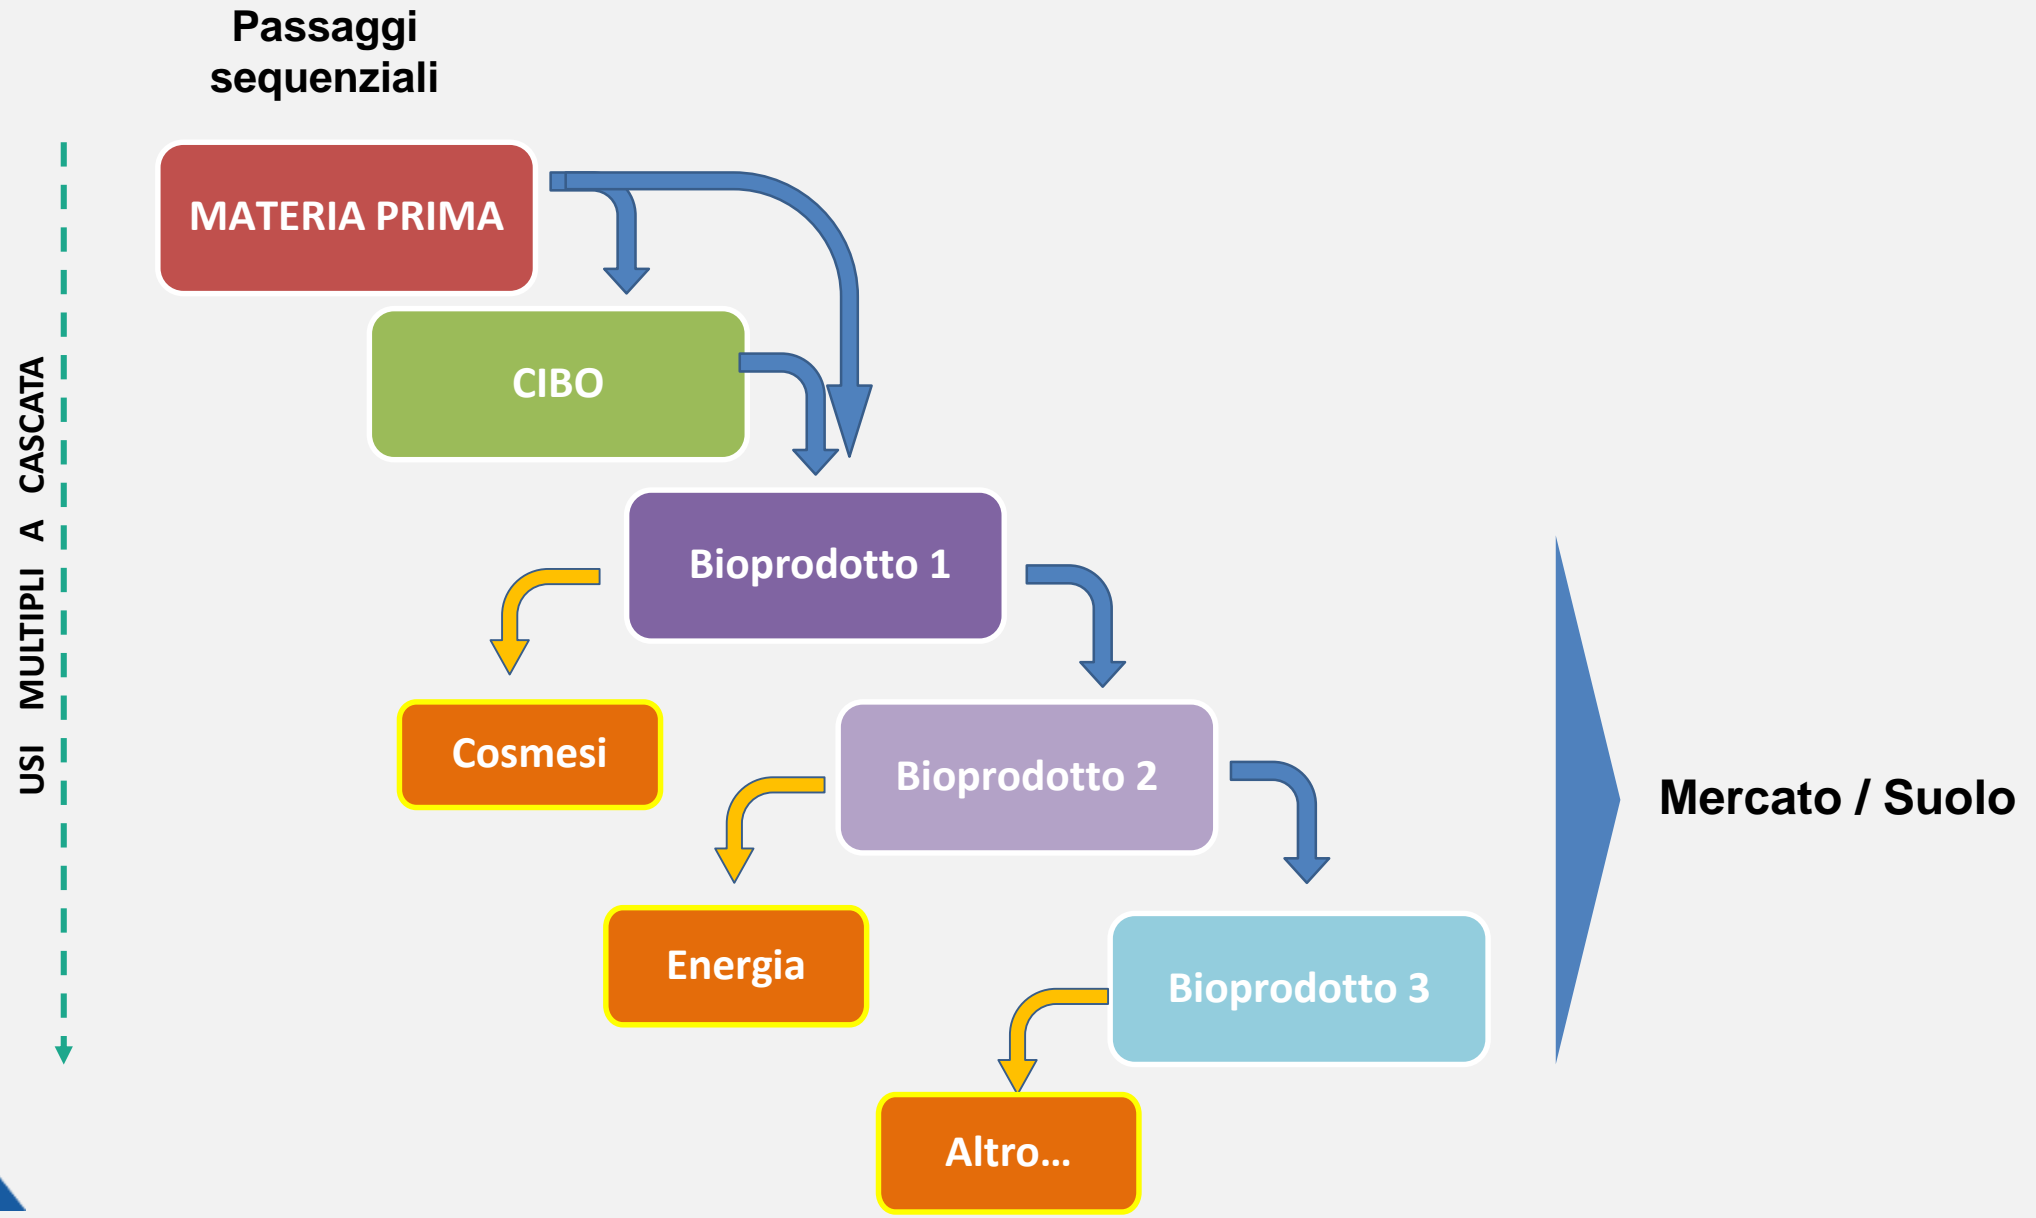 Passaggi
sequenziali
USI MULTIPLI A CASCATA
MATERIA PRIMA
CIBO
Bioprodotto 1
Cosmesi
Bioprodotto 2
Mercato / Suolo
Energia
Bioprodotto 3
Altro...